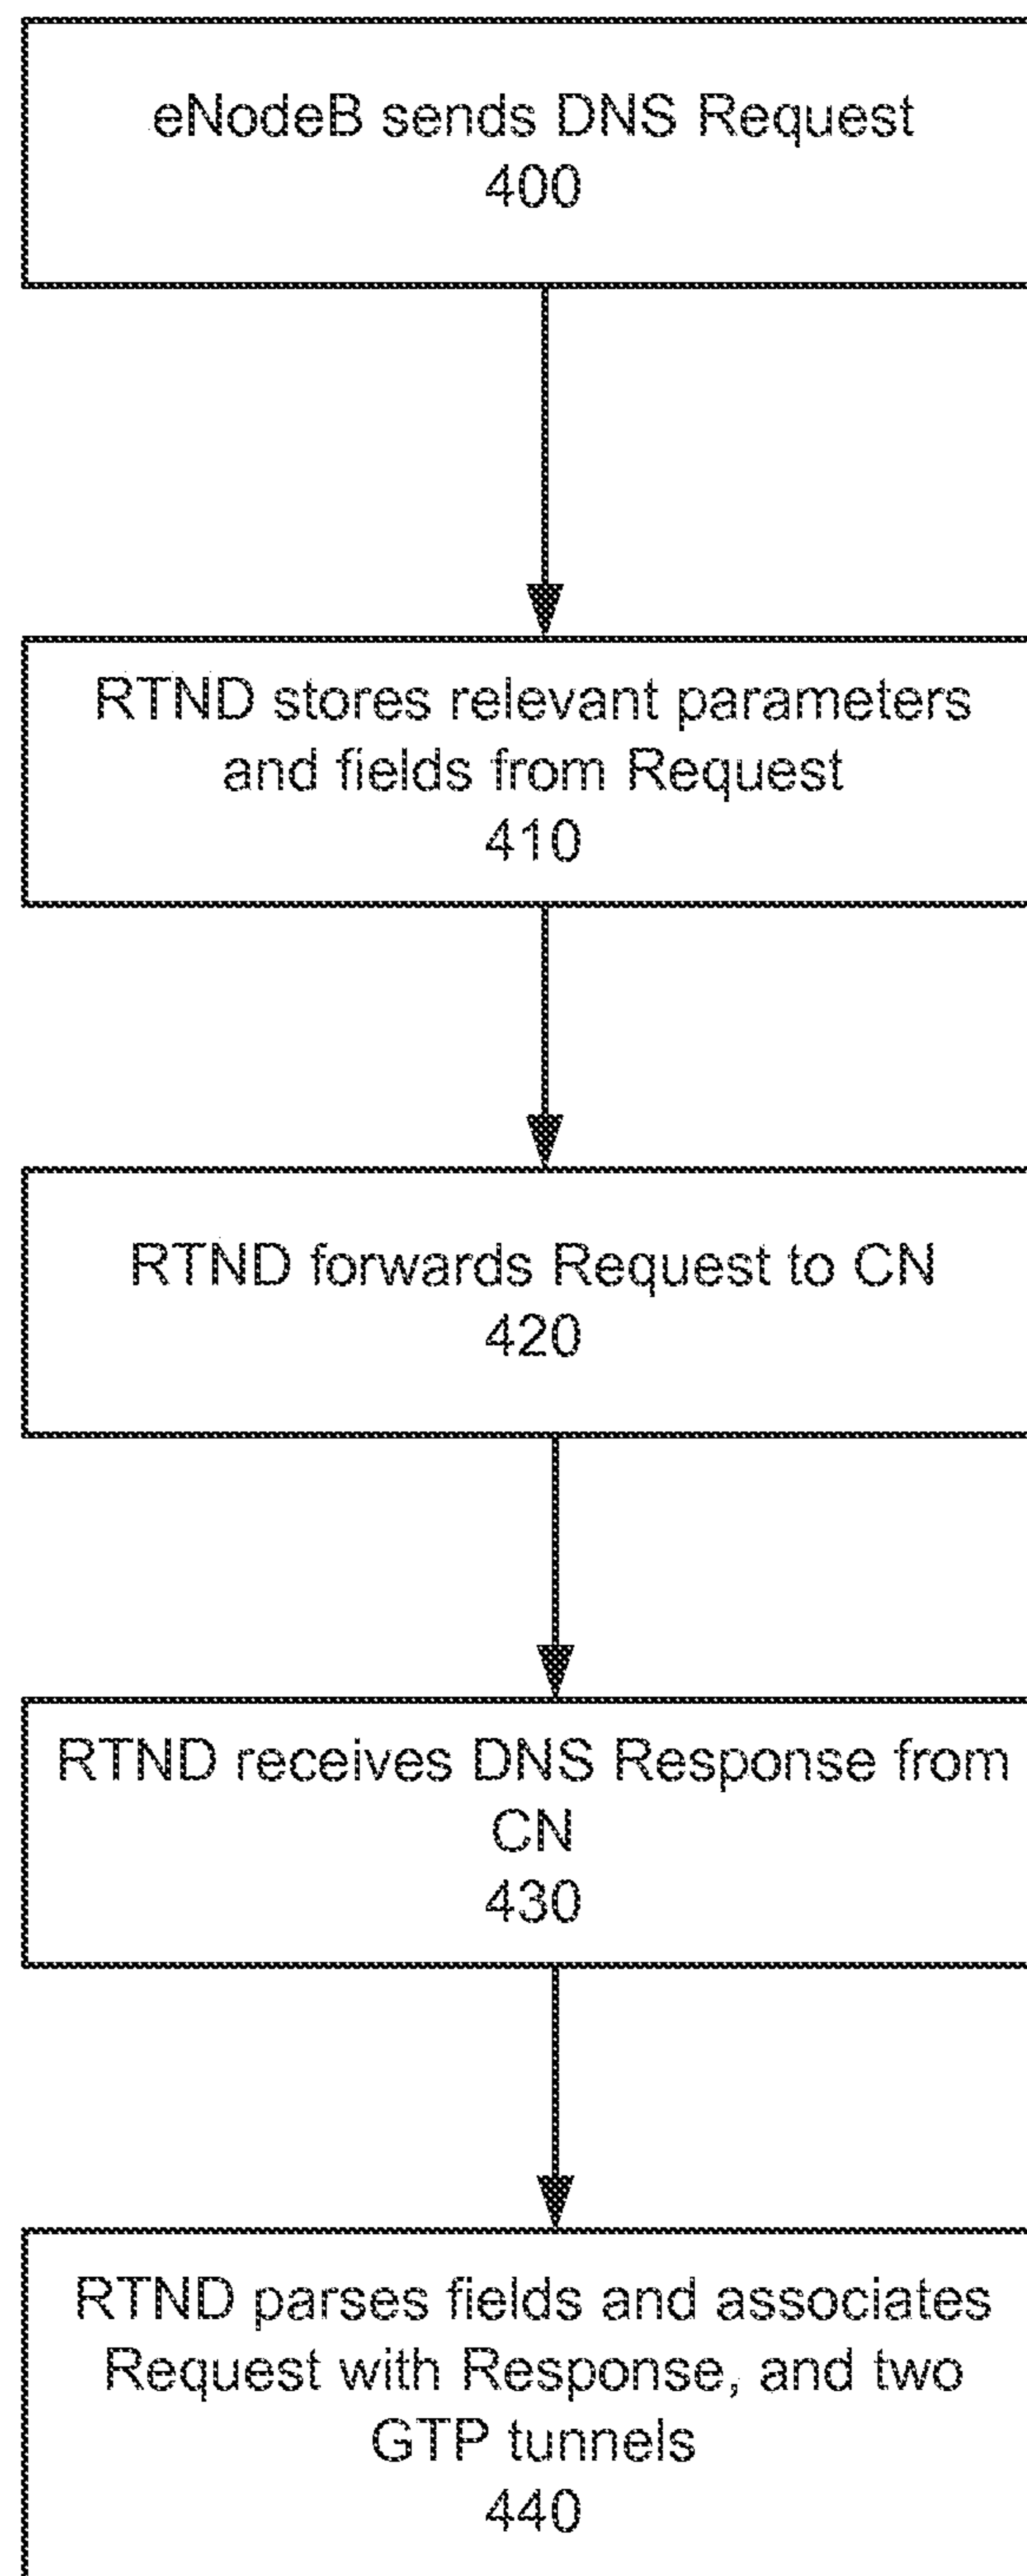 eNodeB sends DNS Request
400
RTND stores relevant parameters
and fields from Request
410
RTND forwards Request to CN
420
RTND receives DNS Response from
CN
430
RTND parses fields and associates
Request with Response, and two
GTP tunnels
440